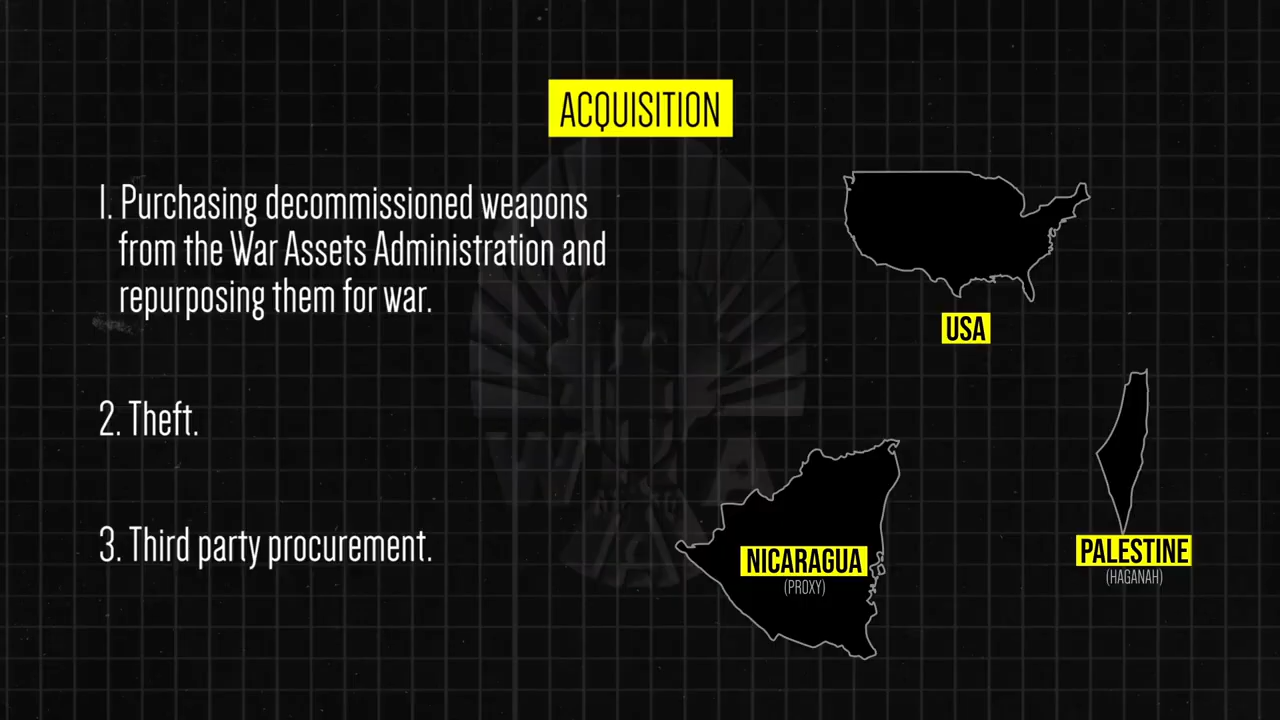 ACQUISITION
1. Purchasing decommissioned weapons
from the War Assets Administration and
repurposing them for war.
2. Theft.
3. Third party procurement.
USA
NICARAGUA
(PROXY)
PALESTINE
(HAGANAH)
W A A